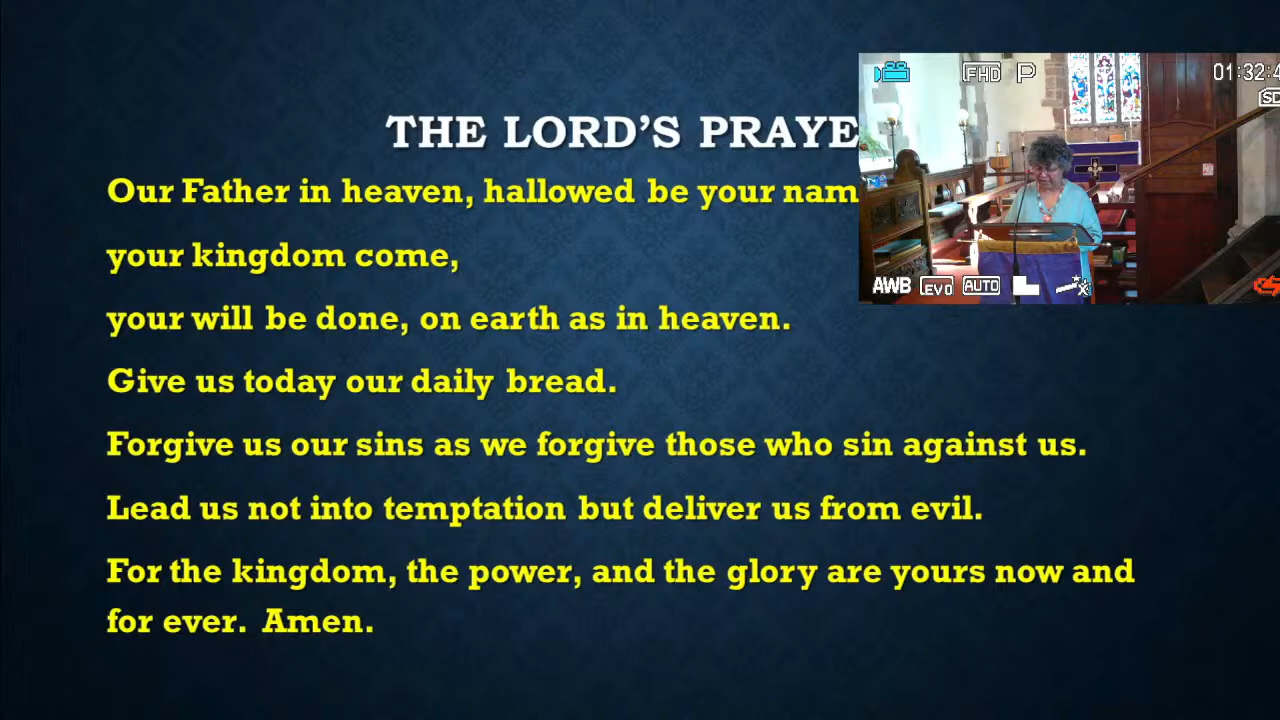 FHD P 01:32:4
SD
THE LORD'S PRAYE
Our Father in heaven, hallowed be your nam
your kingdom come,
AWB EVO AUTO
your will be done, on earth as in heaven.
Give us today our daily bread.
Forgive us our sins as we forgive those who sin against us.
Lead us not into temptation but deliver us from evil.
For the kingdom, the power, and the glory are yours now and
for ever. Amen.